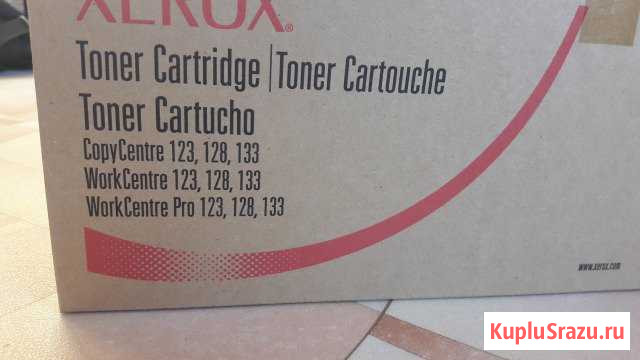 XEROX®
Toner Cartridge | Toner Cartouche
Toner Cartucho
CopyCentre 123, 128, 133
WorkCentre 123, 128, 133
WorkCentre Pro 123, 128, 133
www.xerox.com
KupluSrazu.ru